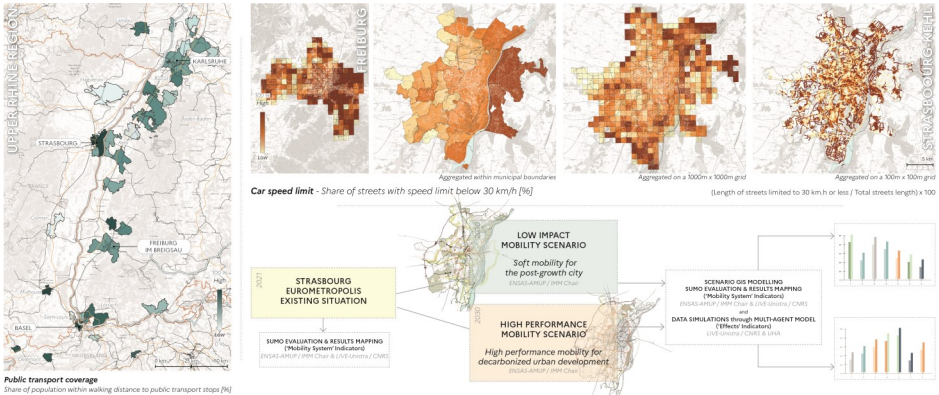 UPPER RHINE REGION
KARLSRUHE
STRASBOURG
FREIBURG
IM BREIGSAU
BASEL
High
Low
0 km
Public transport coverage
Share of population within walking distance to public transport stops [%]
FREIBURG
High
Low
STRASBOURG-KEHL
5 km
Aggregated within municipal boundaries
Aggregated on a 1000m x 1000m grid
Aggregated on a 100m x 100m grid
Car speed limit - Share of streets with speed limit below 30 km/h [%]
(Length of streets limited to 30 km.h or less / Total streets length) x 100
2021
STRASBOURG
EUROMETROPOLIS
EXISTING SITUATION
SUMO EVALUATION & RESULTS MAPPING
('Mobility System' Indicators)
ENSAS-AMUP / IMM Chair & LIVE-Unistra / CNRS
LOW IMPACT
MOBILITY SCENARIO
Soft mobility for
the post-growth city
ENSAS-AMUP / IMM Chair
2030
HIGH PERFORMANCE
MOBILITY SCENARIO
High performance mobility for
decarbonized urban development
ENSAS-AMUP / IMM Chair
SCENARIO GIS MODELLING
SUMO EVALUATION & RESULTS MAPPING
('Mobility System' Indicators)
ENSAS-AMUP / IMM Chair & LIVE-Unistra / CNRS
and
DATA SIMULATIONS through MULTI-AGENT MODEL
('Effects' Indicators)
LIVE-Unistra / CNRS & UHA